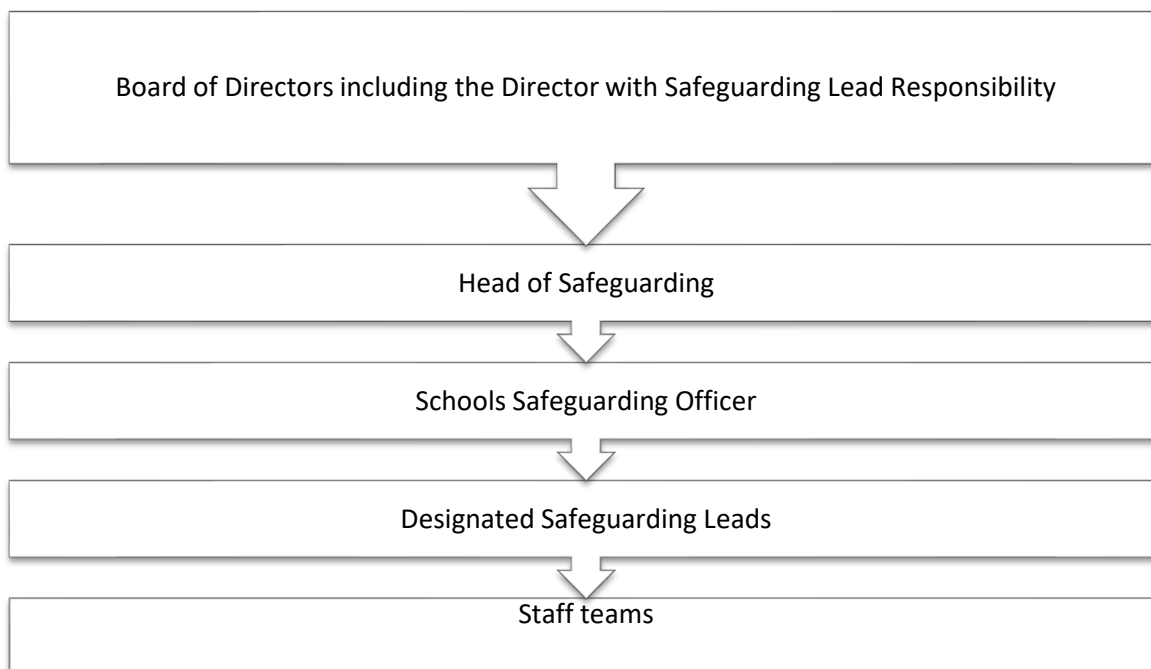 Board of Directors including the Director with Safeguarding Lead Responsibility
Head of Safeguarding
Schools Safeguarding Officer
Designated Safeguarding Leads
Staff teams